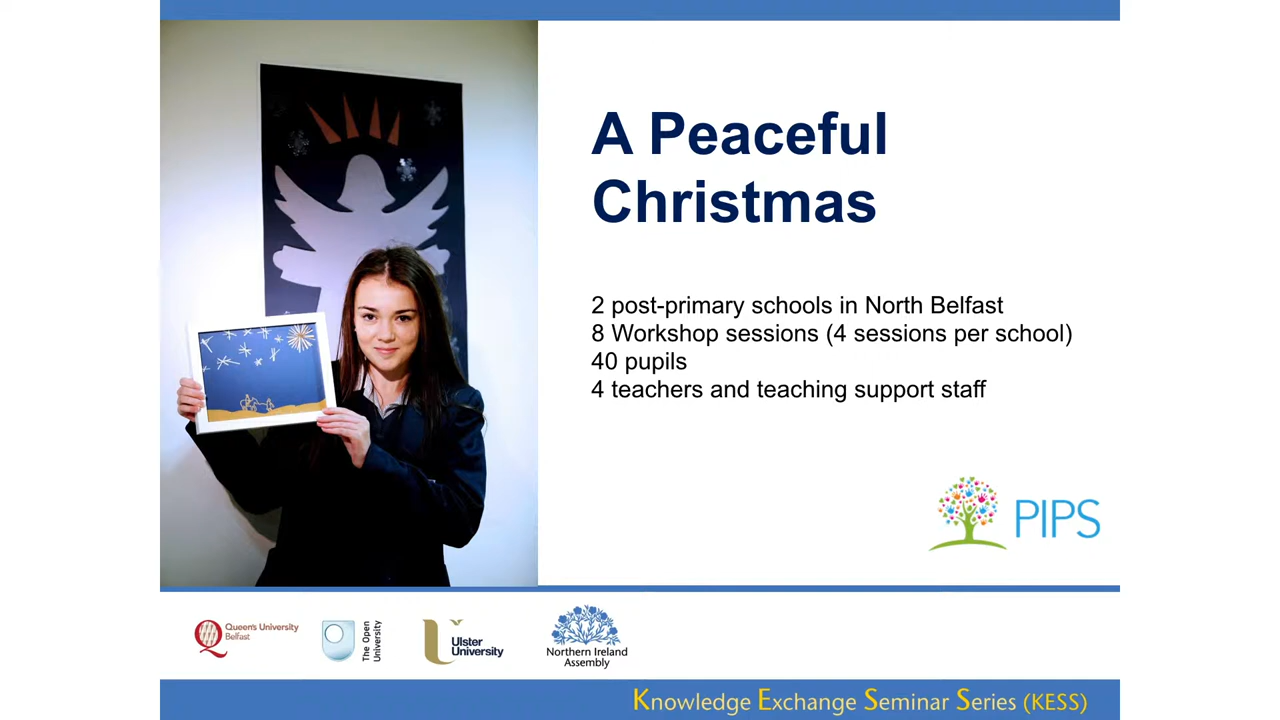 A Peaceful
Christmas
2 post-primary schools in North Belfast
8 Workshop sessions (4 sessions per school)
40 pupils
4 teachers and teaching support staff
PIPS
Queen's University
Belfast
The Open
University
Ulster
University
Northern Ireland
Assembly
Knowledge Exchange Seminar Series (KESS)